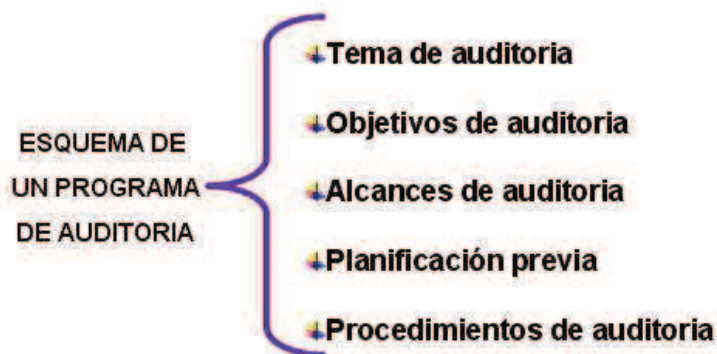 ESQUEMA DE
UN PROGRAMA
DE AUDITORIA
Tema de auditoria
Objetivos de auditoria
Alcances de auditoria
Planificación previa
Procedimientos de auditoria